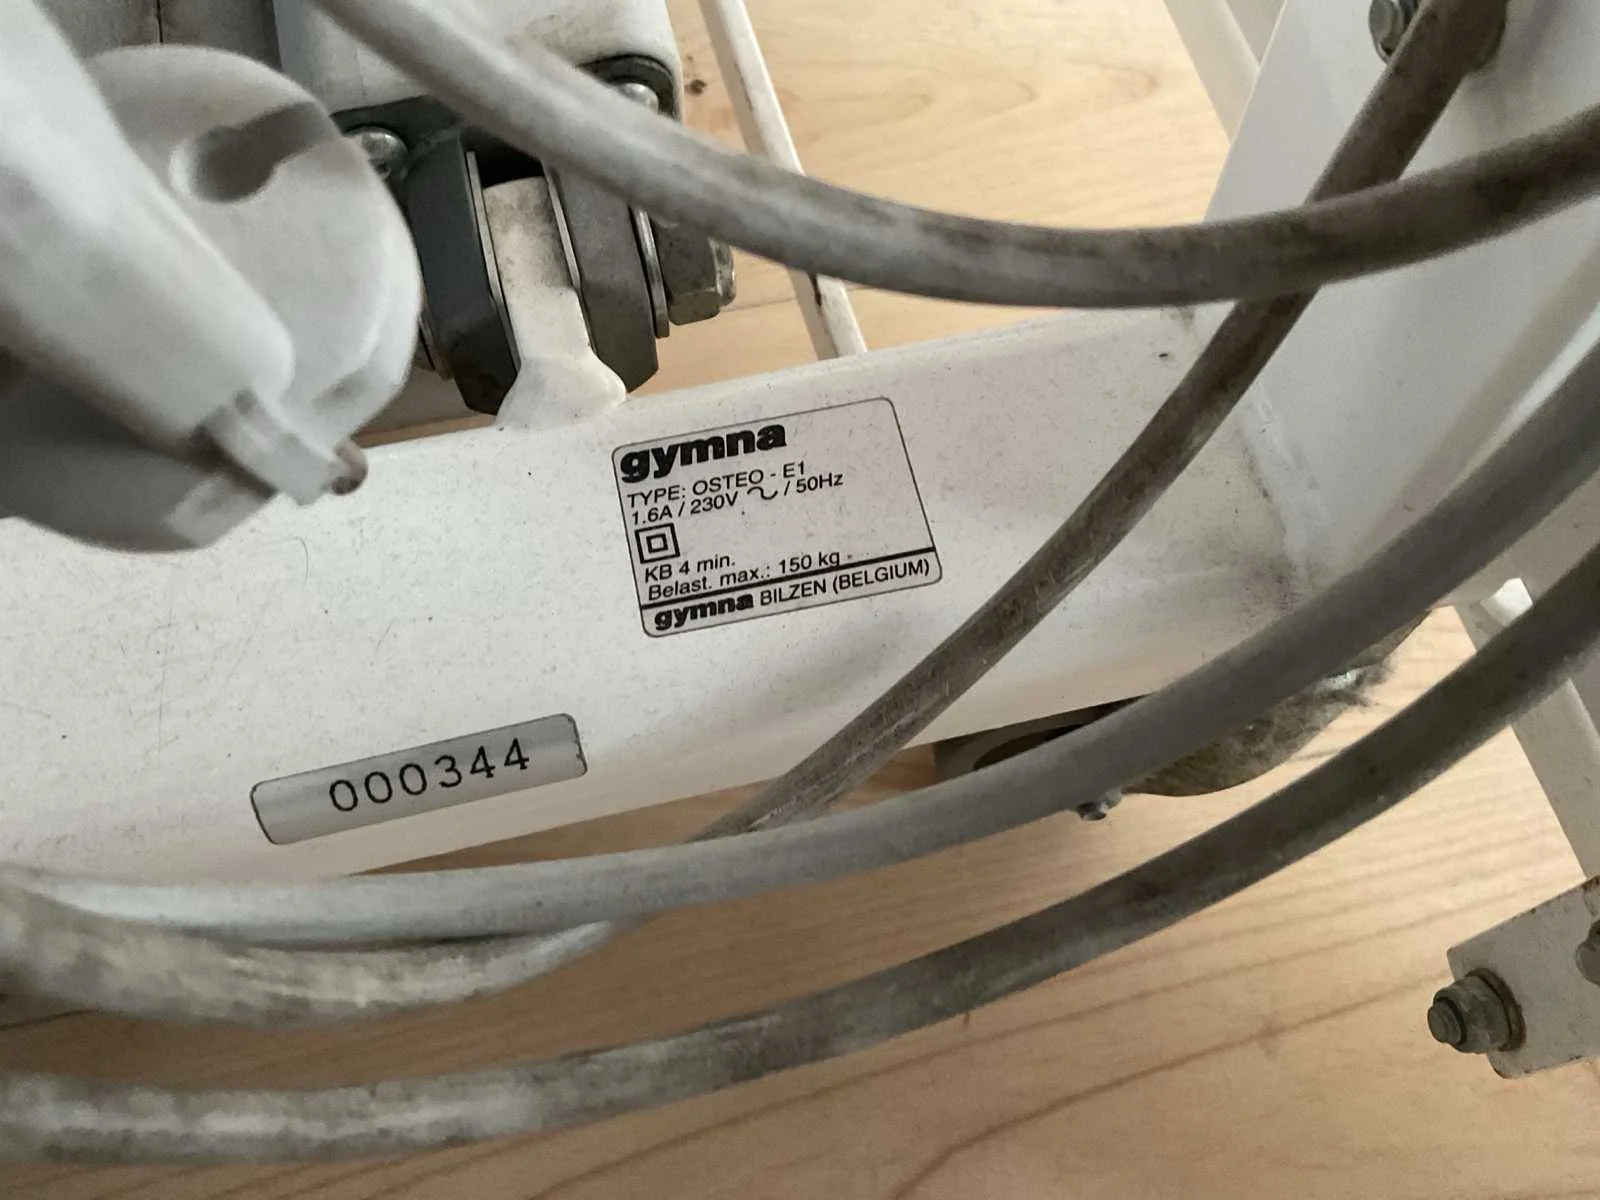 gymna
TYPE: OSTEO - E1
1.6A / 230V ~ / 50Hz
KB 4 min.
Belast. max.: 150 kg
gymna BILZEN (BELGIUM)
000344